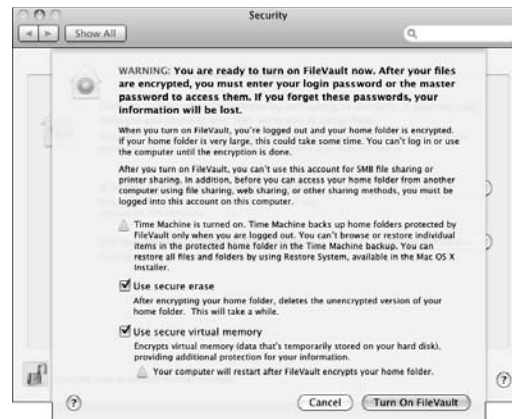 Security
Show All
WARNING: You are ready to turn on FileVault now. After your files
are encrypted, you must enter your login password or the master
password to access them. If you forget these passwords, your
information will be lost.
When you turn on FileVault, you're logged out and your home folder is encrypted.
If your home folder is very large, this could take some time. You can't log in or use
the computer until the encryption is done.
After you turn on FileVault, you can't use this account for SMB file sharing or
printer sharing. In addition, before you can access your home folder from another
computer using file sharing, web sharing, or other sharing methods, you must be
logged into this account on this computer.
Time Machine is turned on. Time Machine backs up home folders protected by
FileVault only when you are logged out. You can't browse or restore individual
items in the protected home folder in the Time Machine backup. You can
restore all files and folders by using Restore System, available in the Mac OS X
Installer.
Use secure erase
After encrypting your home folder, deletes the unencrypted version of your
home folder. This will take a while.
Use secure virtual memory
Encrypts virtual memory (data that's temporarily stored on your hard disk),
providing additional protection for your information.
Your computer will restart after FileVault encrypts your home folder.
? Cancel Turn On FileVault ?